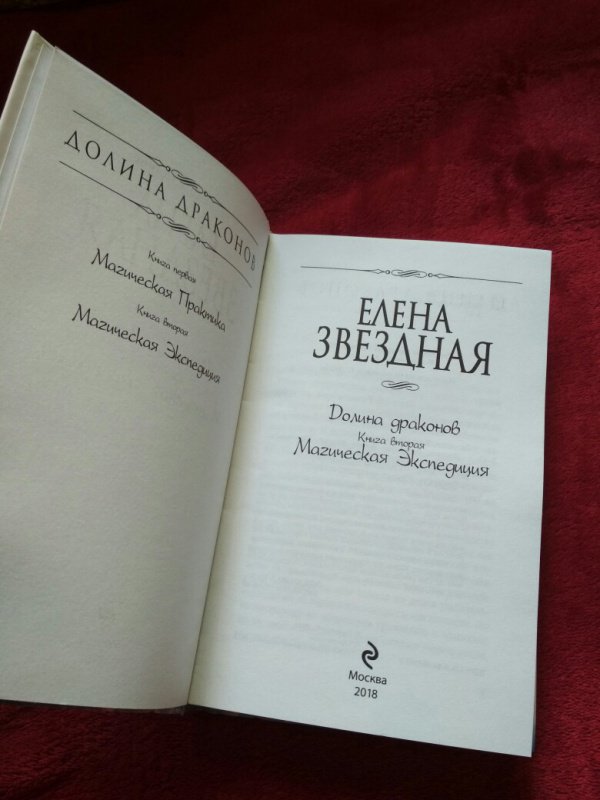 ДОЛИНА ДРАКОНОВ
Книга первая
Магическая Практика
Книга вторая
Магическая Экспедиция
ЕЛЕНА
ЗВЕЗДНАЯ
Долина драконов
Книга вторая
Магическая Экспедиция
Москва
2018